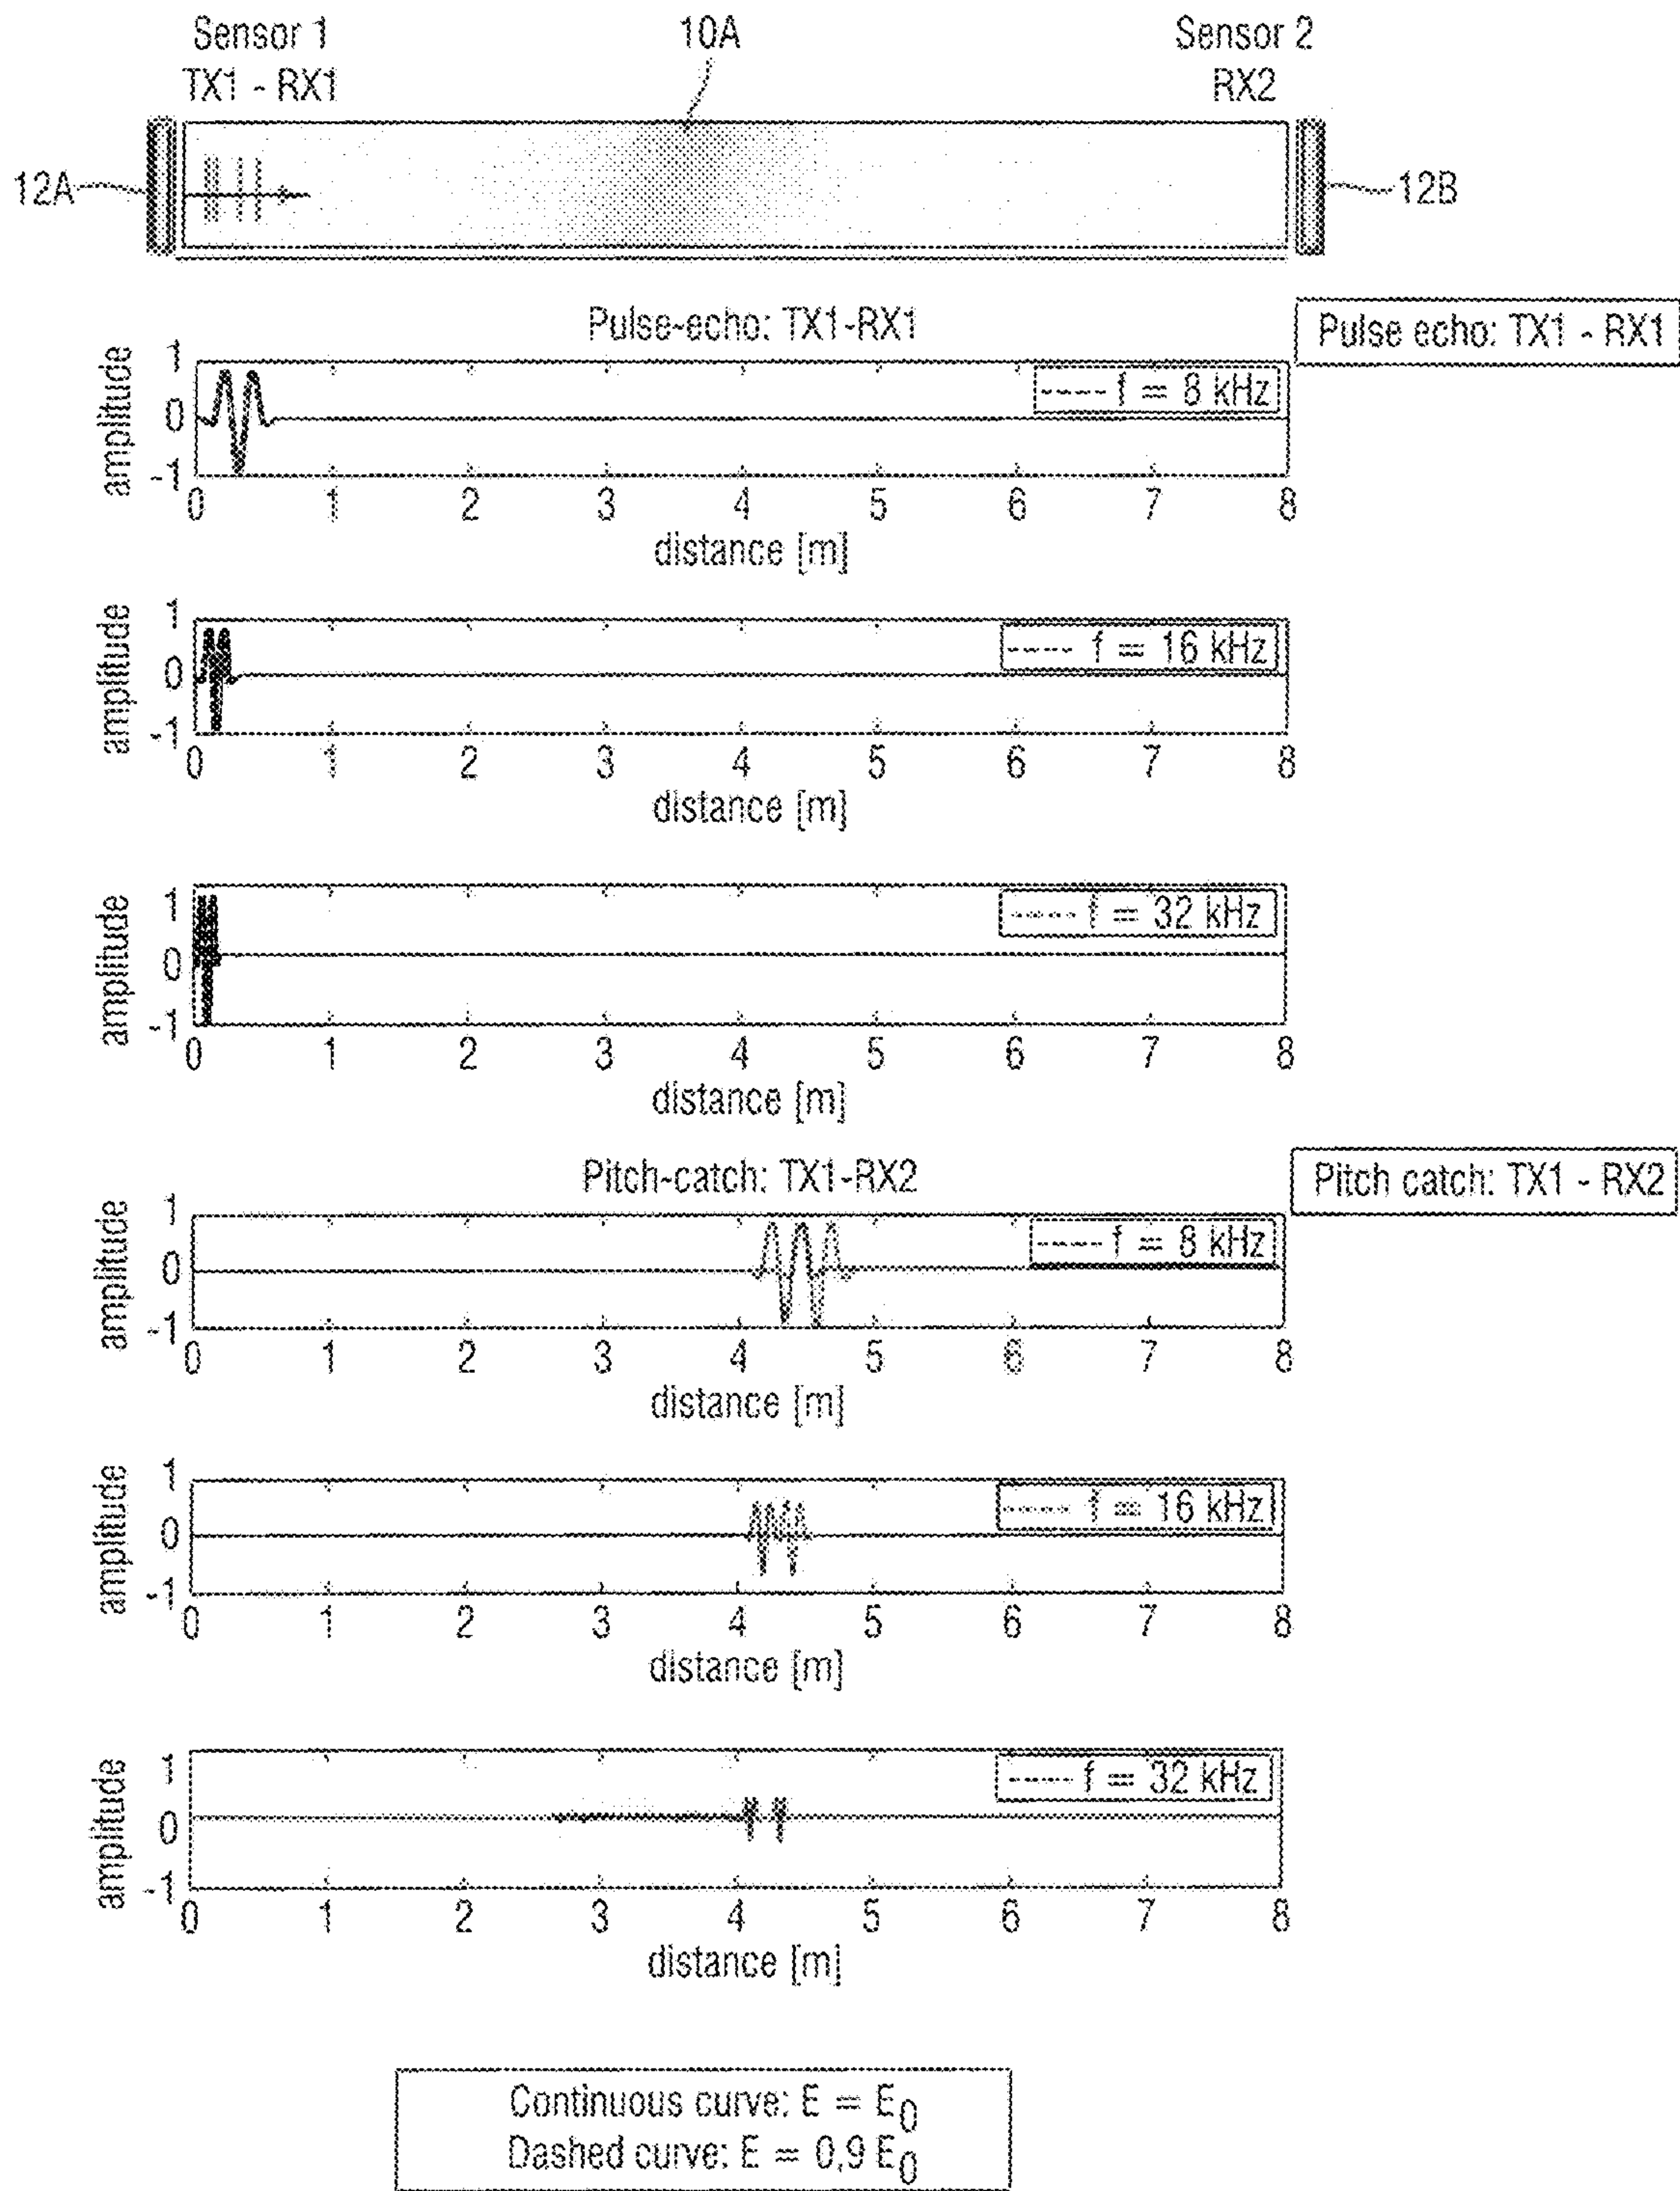 Sensor 1
TX1 - RX1
10A
Sensor 2
RX2
12A
12B
Pulse-echo: TX1-RX1
Pulse echo: TX1 - RX1
amplitude
1
0
-1
f = 8 kHz
0 1 2 3 4 5 6 7 8
distance [m]
amplitude
1
0
-1
f = 16 kHz
0 1 2 3 4 5 6 7 8
distance [m]
amplitude
1
0
-1
f = 32 kHz
0 1 2 3 4 5 6 7 8
distance [m]
Pitch-catch: TX1-RX2
Pitch catch: TX1 - RX2
amplitude
1
0
-1
f = 8 kHz
0 1 2 3 4 5 6 7 8
distance [m]
amplitude
1
0
-1
f = 16 kHz
0 1 2 3 4 5 6 7 8
distance [m]
amplitude
1
0
-1
f = 32 kHz
0 1 2 3 4 5 6 7 8
distance [m]
Continuous curve: E = E0
Dashed curve: E = 0,9 E0